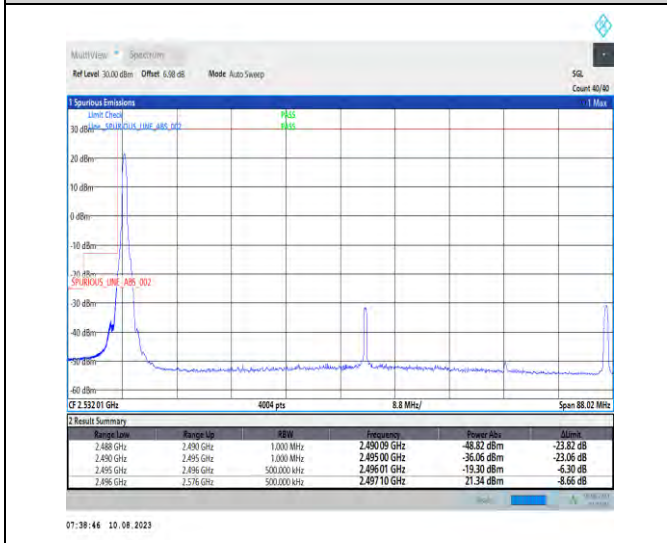 MultiView Spectrum
Ref Level 30.00 dBm Offset 6.98 dB Mode Auto Sweep SGL
Count 40/40
1 Spurious Emissions 1 Max
Limit Check PASS
Line _SPURIOUS_LINE_ABS_002 PASS
30 dBm
20 dBm
10 dBm
0 dBm
-10 dBm
-20 dBm
_SPURIOUS_LINE_ABS_002
-30 dBm
-40 dBm
-50 dBm
-60 dBm
CF 2.532 01 GHz 4004 pts 8.8 MHz/ Span 88.02 MHz
2 Result Summary
Range Low Range Up RBW Frequency Power Abs ΔLimit
2.488 GHz 2.490 GHz 1.000 MHz 2.490 09 GHz -48.82 dBm -23.82 dB
2.490 GHz 2.495 GHz 1.000 MHz 2.495 00 GHz -36.06 dBm -23.06 dB
2.495 GHz 2.496 GHz 500.000 kHz 2.496 01 GHz -19.30 dBm -6.30 dB
2.496 GHz 2.576 GHz 500.000 kHz 2.497 10 GHz 21.34 dBm -8.66 dB
07:38:46 10.08.2023